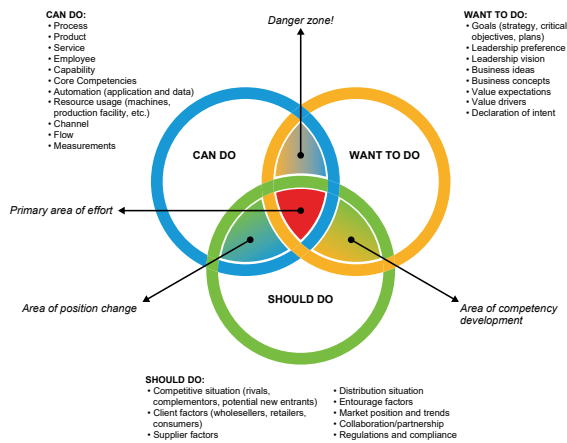 CAN DO:
• Process
• Product
• Service
• Employee
• Capability
• Core Competencies
• Automation (application and data)
• Resource usage (machines,
production facility, etc.)
• Channel
• Flow
• Measurements
Danger zone!
WANT TO DO:
• Goals (strategy, critical
objectives, plans)
• Leadership preference
• Leadership vision
• Business ideas
• Business concepts
• Value expectations
• Value drivers
• Declaration of intent
CAN DO
WANT TO DO
Primary area of effort
Area of position change
SHOULD DO
Area of competency
development
SHOULD DO:
• Competitive situation (rivals,
complementors, potential new entrants)
• Client factors (wholesellers, retailers,
consumers)
• Supplier factors
• Distribution situation
• Entourage factors
• Market position and trends
• Collaboration/partnership
• Regulations and compliance